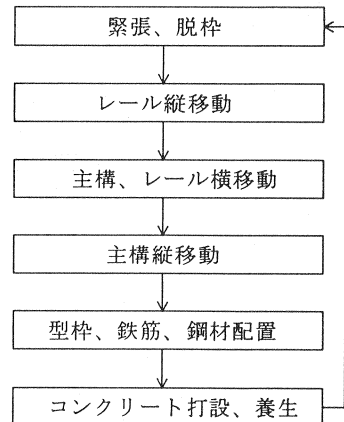 緊張、脱枠
レール縦移動
主構、レール横移動
主構縦移動
型枠、鉄筋、鋼材配置
コンクリート打設、養生